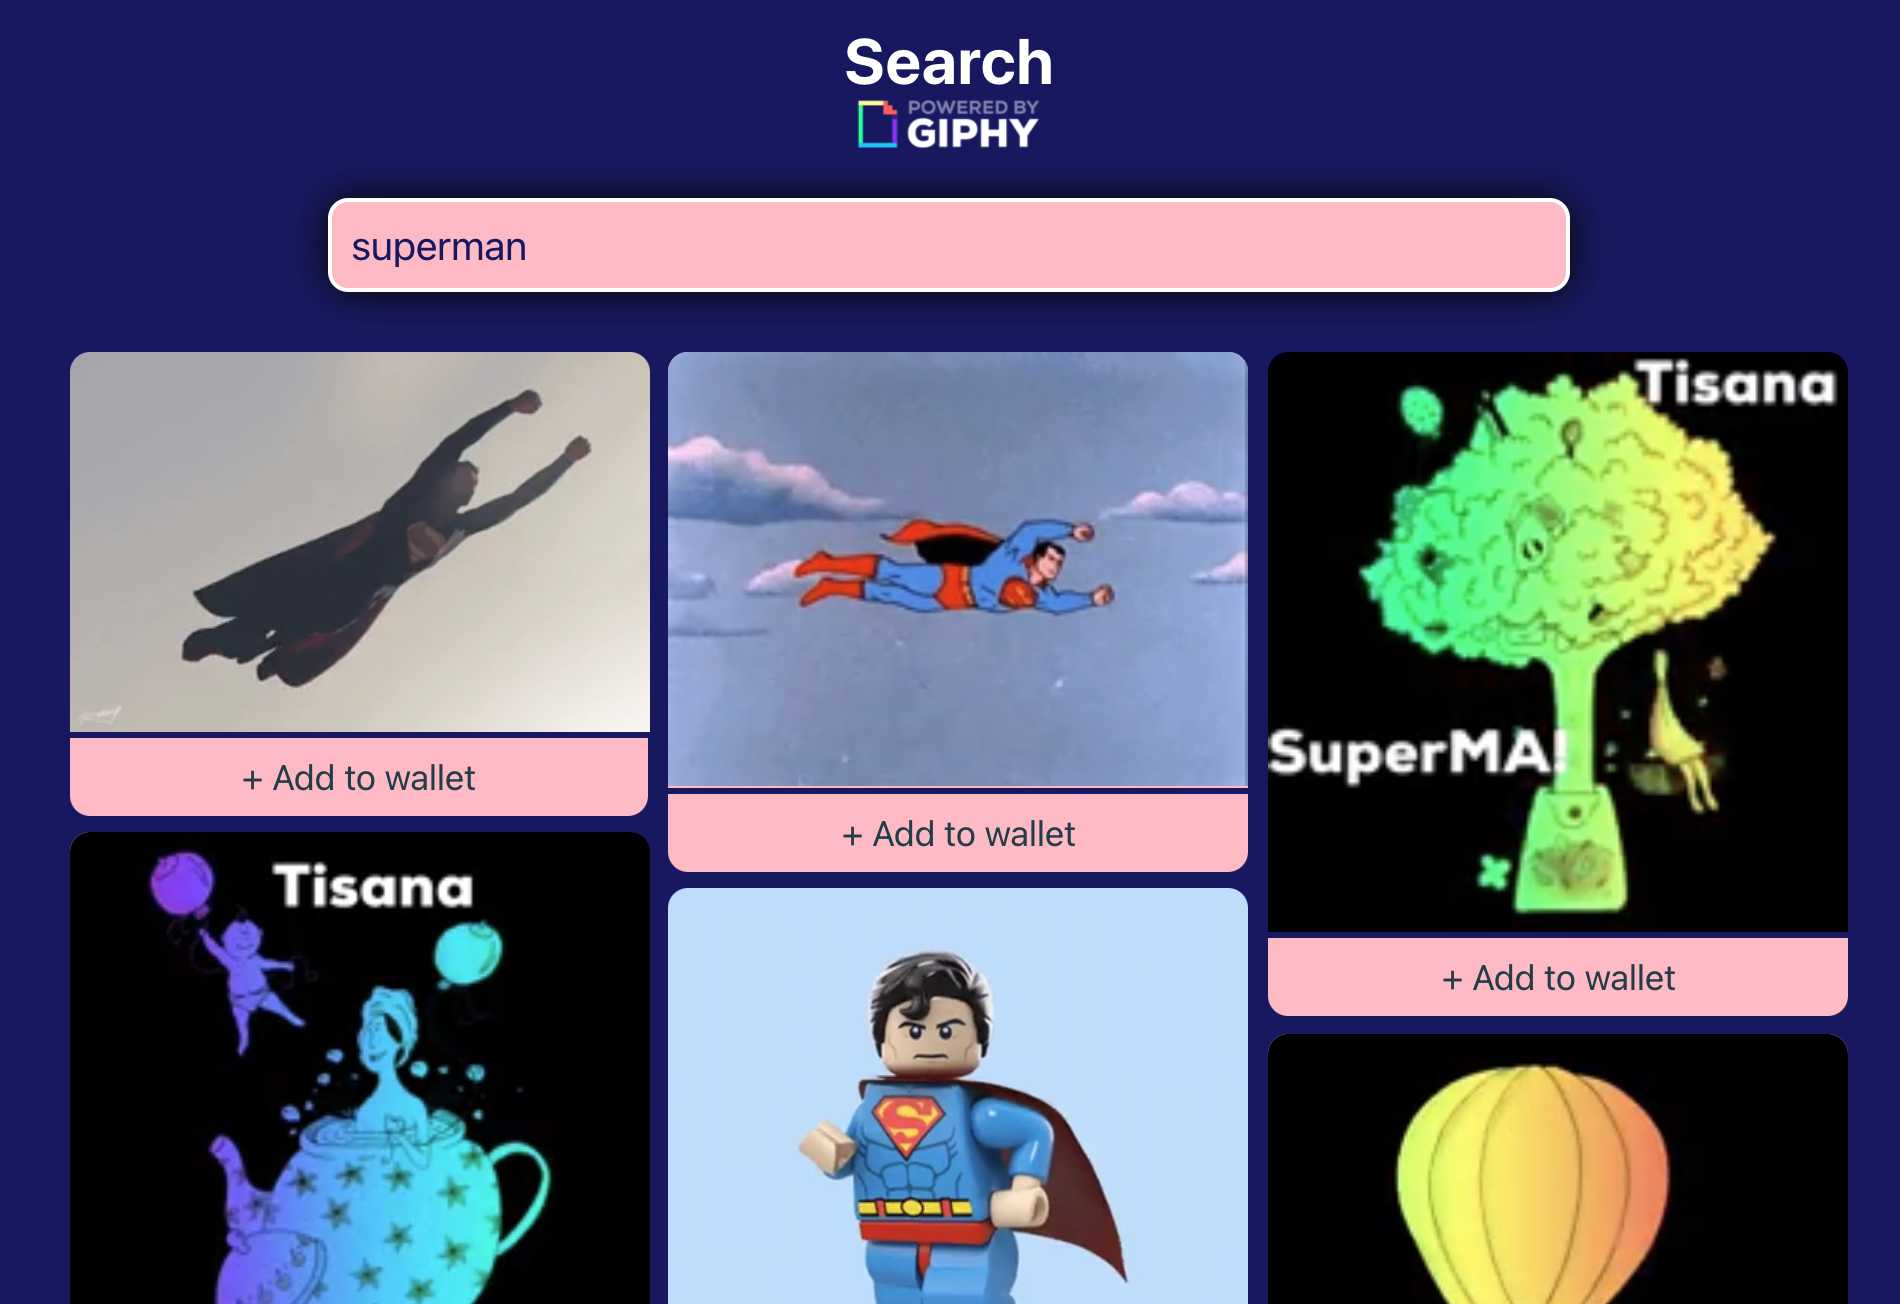 Search
POWERED BY
GIPHY
superman
+ Add to wallet
+ Add to wallet
Tisana
SuperMA!
+ Add to wallet
Tisana
S